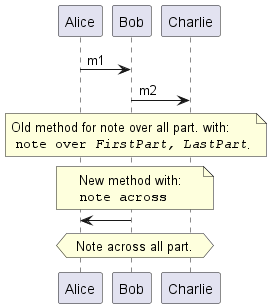 Alice Bob Charlie
m1
m2
Old method for note over all part. with:
note over FirstPart, LastPart.
New method with:
note across
Note across all part.
Alice Bob Charlie